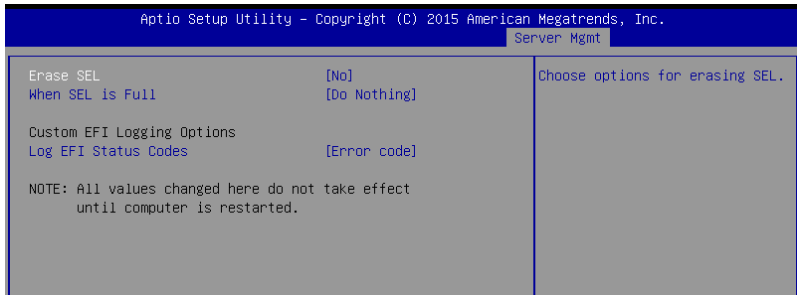 Aptio Setup Utility – Copyright (C) 2015 American Megatrends, Inc.
Server Mgmt
Erase SEL [No]
When SEL is Full [Do Nothing]
Custom EFI Logging Options
Log EFI Status Codes [Error code]
NOTE: All values changed here do not take effect
until computer is restarted.
Choose options for erasing SEL.